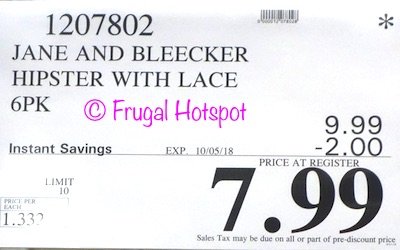 0000012078028
1207802 *
JANE AND BLEECKER
HIPSTER WITH LACE
6PK
© Frugal Hotspot
9.99
Instant Savings EXP. 10/05/18 -2.00
PRICE AT REGISTER
7.99
LIMIT
10
PRICE PER
EACH
1.332
Sales Tax may be due on all or part of pre-discount price